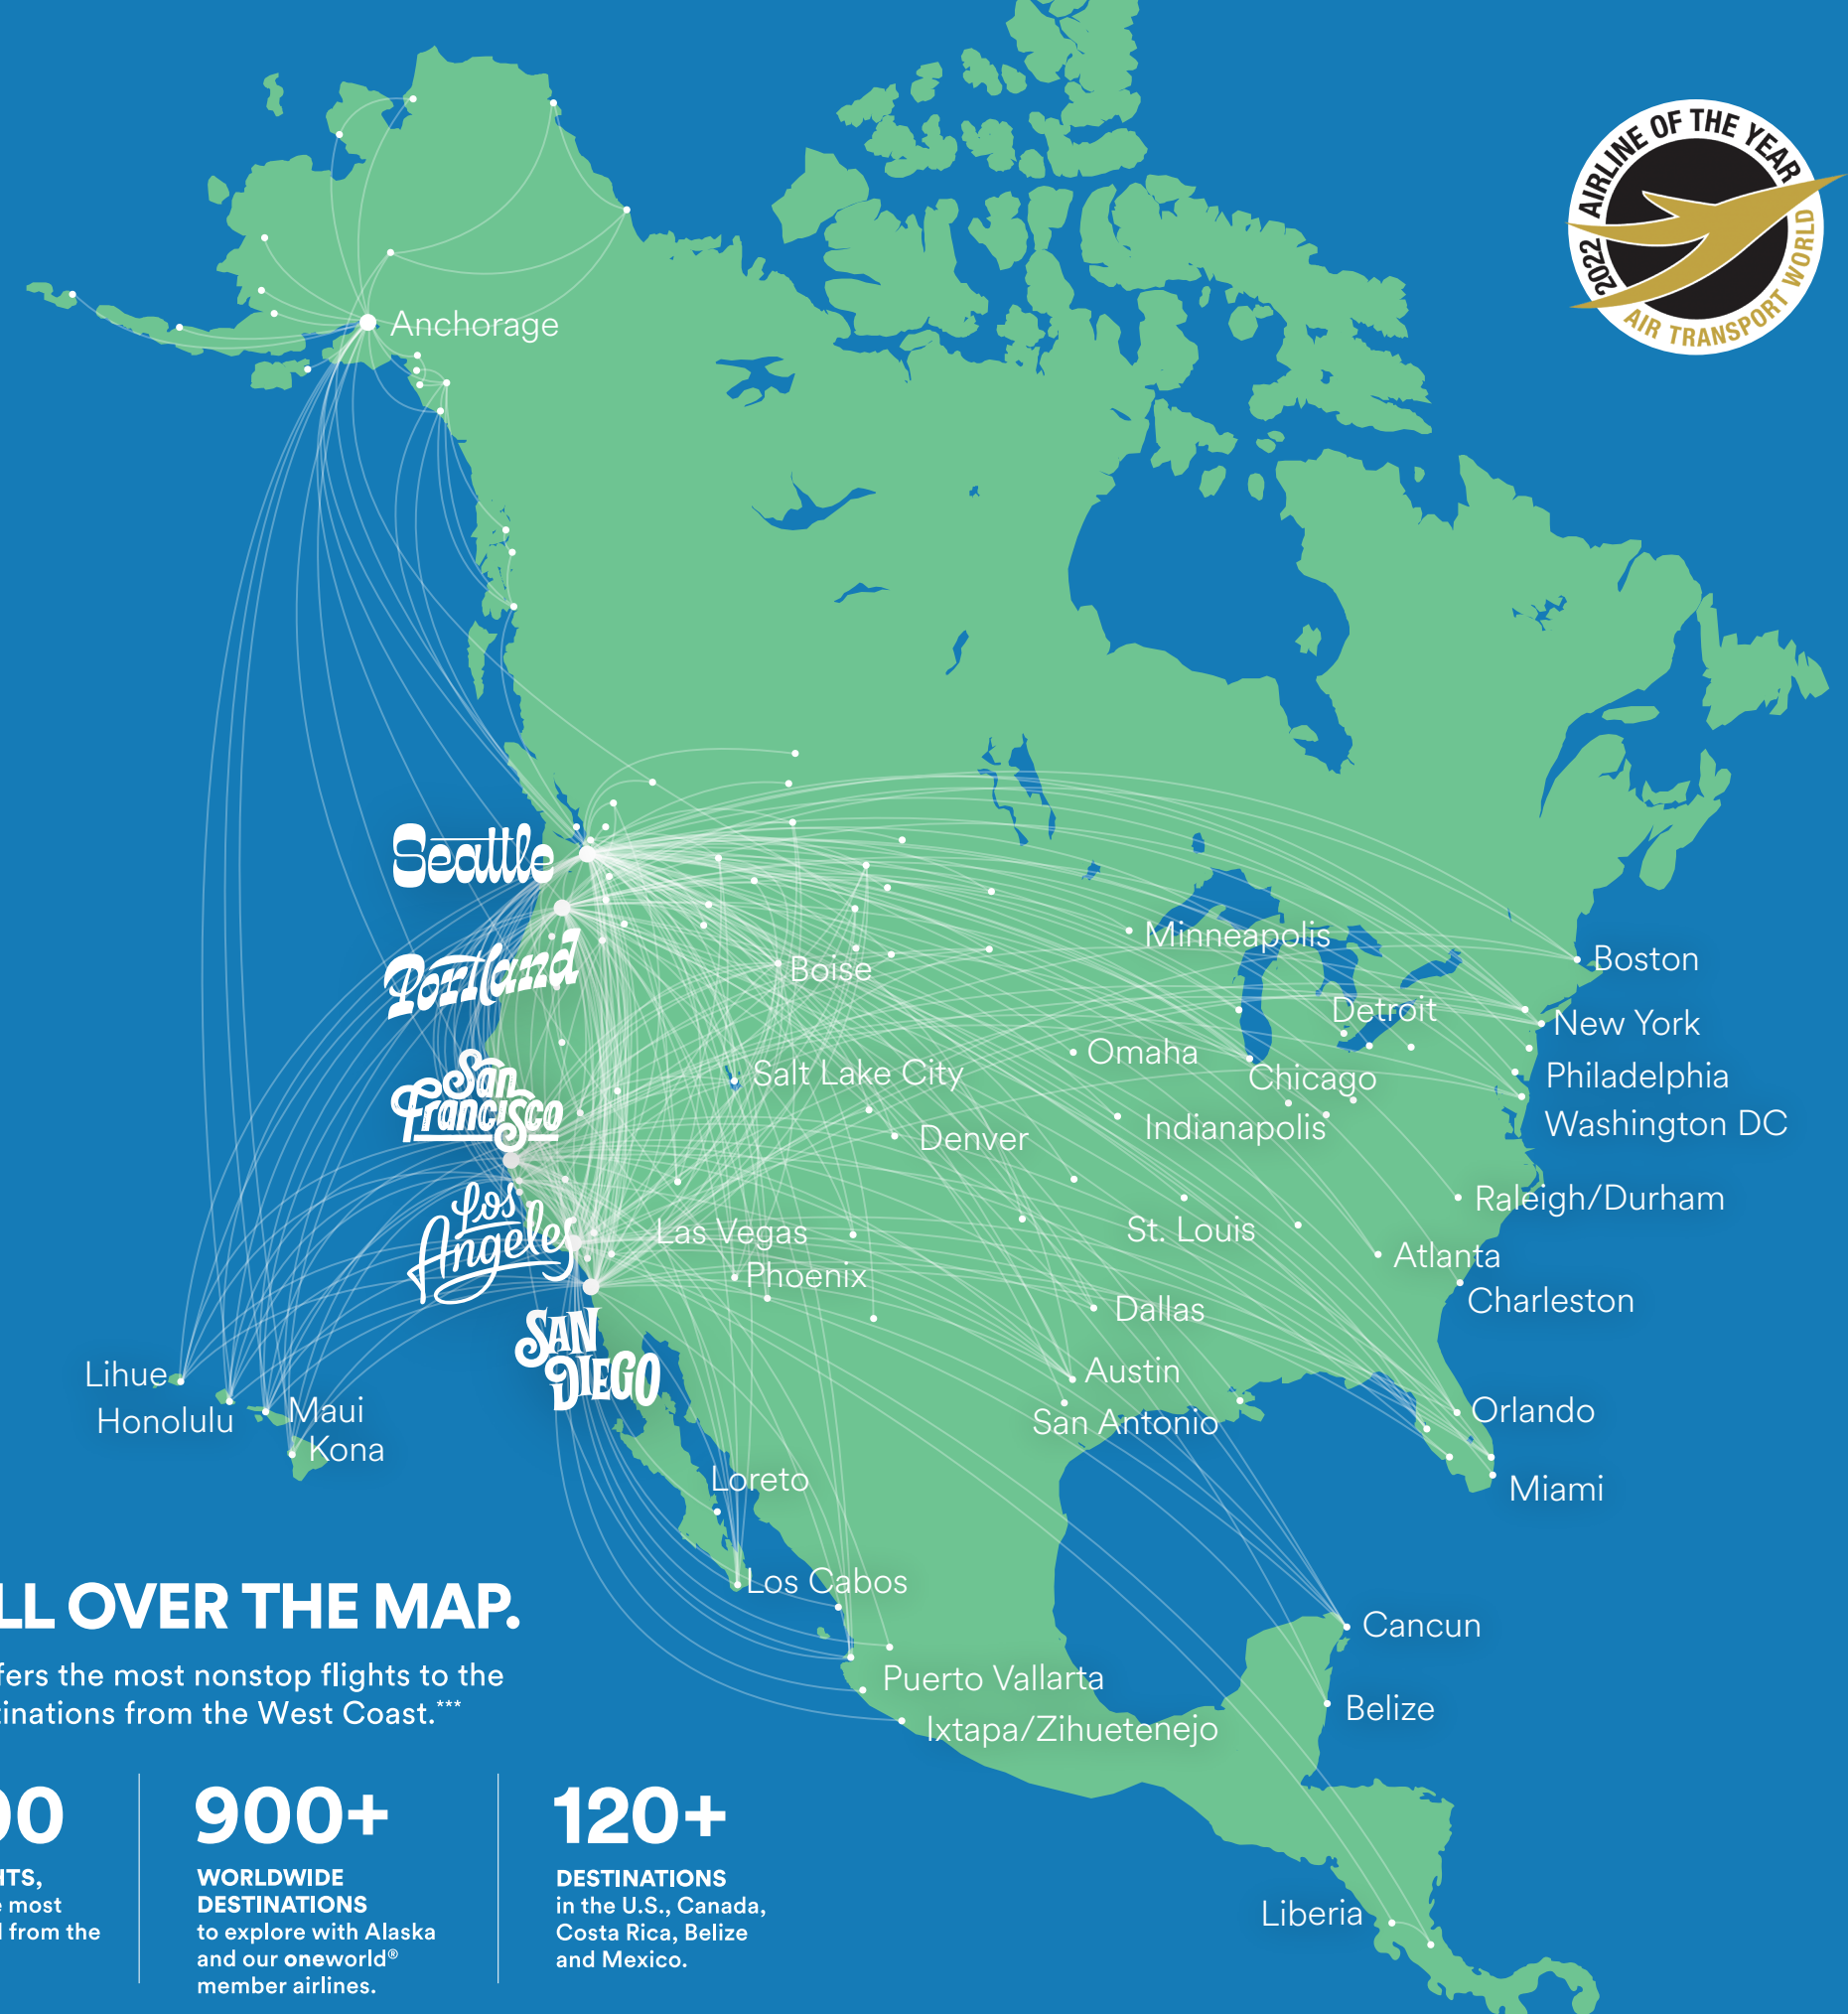 2022 AIRLINE OF THE YEAR
AIR TRANSPORT WORLD
Anchorage
Seattle
Portland
San
Francisco
Los
Angeles
SAN
DIEGO
Minneapolis
Boise
Boston
Detroit
New York
Omaha
Salt Lake City
Chicago
Philadelphia
Washington DC
Indianapolis
Denver
Raleigh/Durham
Las Vegas
St. Louis
Atlanta
Phoenix
Charleston
Dallas
Lihue
Austin
Honolulu
Maui
Orlando
San Antonio
Kona
Loreto
Miami
Los Cabos
Cancun
Puerto Vallarta
Belize
Ixtapa/Zihuetenejo
Liberia
LL OVER THE MAP.
fers the most nonstop flights to the
tinations from the West Coast.***
00
HTS,
e most
l from the
900+
WORLDWIDE
DESTINATIONS
to explore with Alaska
and our oneworld®
member airlines.
120+
DESTINATIONS
in the U.S., Canada,
Costa Rica, Belize
and Mexico.